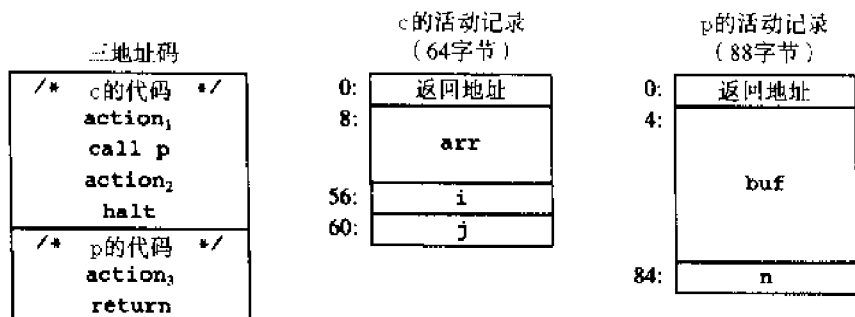 三地址码
/* c的代码 */
action₁
call p
action₂
halt
/* p的代码 */
action₃
return
c的活动记录
(64字节)
0: 返回地址
8: arr
56: i
60: j
p的活动记录
(88字节)
0: 返回地址
4: buf
84: n